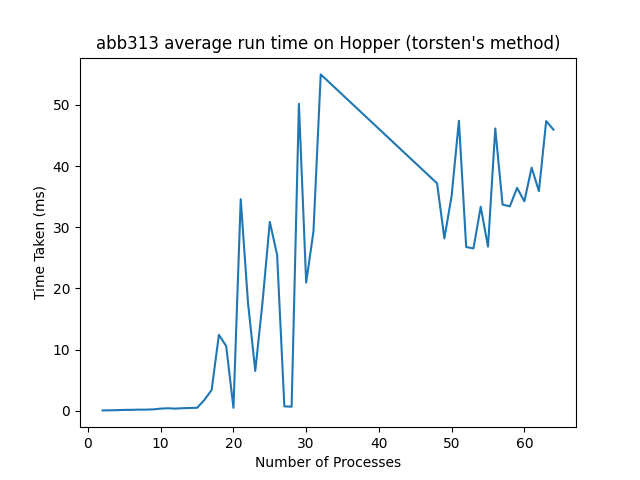 abb313 average run time on Hopper (torsten's method)
Time Taken (ms)
50
40
30
20
10
0
0 10 20 30 40 50 60
Number of Processes